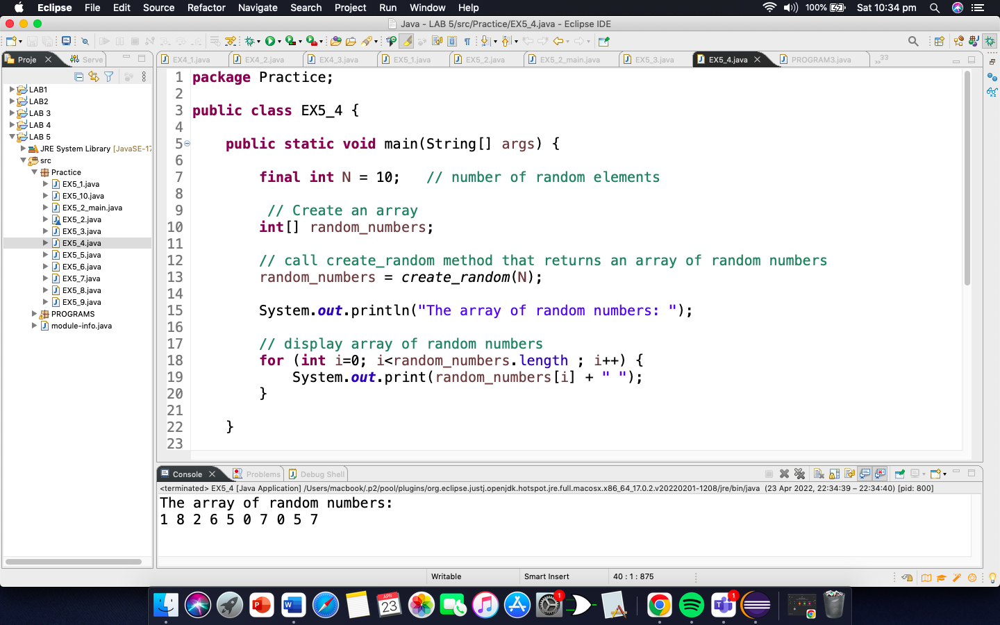 Eclipse File Edit Source Refactor Navigate Search Project Run Window Help 100% Sat 10:34 pm
Java - LAB 5/src/Practice/EX5_4.java - Eclipse IDE
Proje Serve EX4_1.java EX4_2.java EX4_3.java EX5_1.java EX5_2.java EX5_2_main.java EX5_3.java EX5_4.java PROGRAM3.java »33
LAB1
LAB2
LAB 3
LAB 4
LAB 5
JRE System Library [JavaSE-17
src
Practice
EX5_1.java
EX5_10.java
EX5_2_main.java
EX5_2.java
EX5_3.java
EX5_4.java
EX5_5.java
EX5_6.java
EX5_7.java
EX5_8.java
EX5_9.java
PROGRAMS
module-info.java
1 package Practice;
2
3 public class EX5_4 {
4
5 public static void main(String[] args) {
6
7 final int N = 10; // number of random elements
8
9 // Create an array
10 int[] random_numbers;
11
12 // call create_random method that returns an array of random numbers
13 random_numbers = create_random(N);
14
15 System.out.println("The array of random numbers: ");
16
17 // display array of random numbers
18 for (int i=0; i<random_numbers.length ; i++) {
19 System.out.print(random_numbers[i] + " ");
20 }
21
22 }
23
Console Problems Debug Shell
<terminated> EX5_4 [Java Application] /Users/macbook/.p2/pool/plugins/org.eclipse.justj.openjdk.hotspot.jre.full.macosx.x86_64_17.0.2.v20220201-1208/jre/bin/java (23 Apr 2022, 22:34:39 – 22:34:40) [pid: 800]
The array of random numbers:
1 8 2 6 5 0 7 0 5 7
Writable Smart Insert 40 : 1 : 875
APR
23
1
1